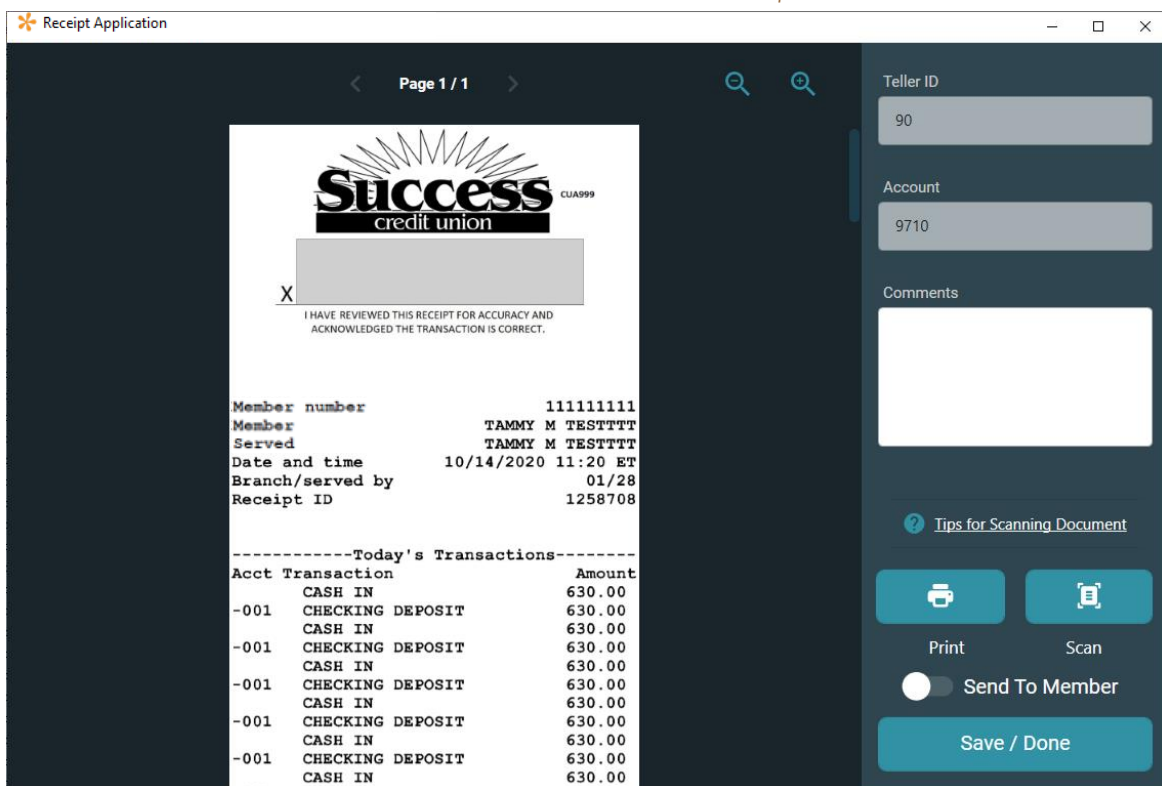 Receipt Application
Page 1 / 1
Success CUA999
credit union
X
I HAVE REVIEWED THIS RECEIPT FOR ACCURACY AND
ACKNOWLEDGED THE TRANSACTION IS CORRECT.
Member number 111111111
Member TAMMY M TESTTTT
Served TAMMY M TESTTTT
Date and time 10/14/2020 11:20 ET
Branch/served by 01/28
Receipt ID 1258708
------------Today's Transactions--------
Acct Transaction Amount
CASH IN 630.00
-001 CHECKING DEPOSIT 630.00
CASH IN 630.00
-001 CHECKING DEPOSIT 630.00
CASH IN 630.00
-001 CHECKING DEPOSIT 630.00
CASH IN 630.00
-001 CHECKING DEPOSIT 630.00
CASH IN 630.00
-001 CHECKING DEPOSIT 630.00
CASH IN 630.00
Teller ID
90
Account
9710
Comments
Tips for Scanning Document
Print Scan
Send To Member
Save / Done